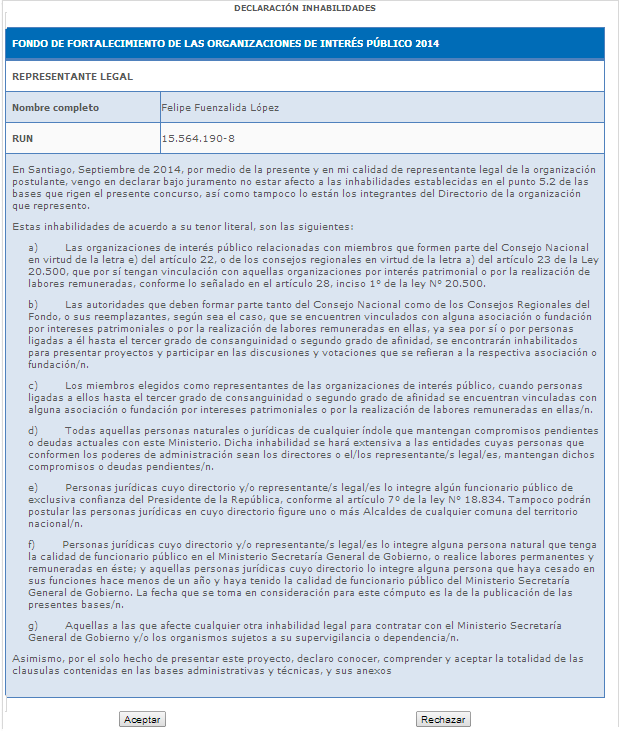 DECLARACIÓN INHABILIDADES
FONDO DE FORTALECIMIENTO DE LAS ORGANIZACIONES DE INTERÉS PÚBLICO 2014
REPRESENTANTE LEGAL
Nombre completo Felipe Fuenzalida López
RUN 15.564.190-8
En Santiago, Septiembre de 2014, por medio de la presente y en mi calidad de representante legal de la organización
postulante, vengo en declarar bajo juramento no estar afecto a las inhabilidades establecidas en el punto 5.2 de las
bases que rigen el presente concurso, así como tampoco lo están los integrantes del Directorio de la organización
que represento.
Estas inhabilidades de acuerdo a su tenor literal, son las siguientes:
a) Las organizaciones de interés público relacionadas con miembros que formen parte del Consejo Nacional
en virtud de la letra e) del artículo 22, o de los consejos regionales en virtud de la letra a) del artículo 23 de la Ley
20.500, que por sí tengan vinculación con aquellas organizaciones por interés patrimonial o por la realización de
labores remuneradas, conforme lo señalado en el artículo 28, inciso 1° de la ley N° 20.500.
b) Las autoridades que deben formar parte tanto del Consejo Nacional como de los Consejos Regionales del
Fondo, o sus reemplazantes, según sea el caso, que se encuentren vinculados con alguna asociación o fundación
por intereses patrimoniales o por la realización de labores remuneradas en ellas, ya sea por sí o por personas
ligadas a él hasta el tercer grado de consanguinidad o segundo grado de afinidad, se encontrarán inhabilitados
para presentar proyectos y participar en las discusiones y votaciones que se refieran a la respectiva asociación o
fundación/n.
c) Los miembros elegidos como representantes de las organizaciones de interés público, cuando personas
ligadas a ellos hasta el tercer grado de consanguinidad o segundo grado de afinidad se encuentran vinculadas con
alguna asociación o fundación por intereses patrimoniales o por la realización de labores remuneradas en ellas/n.
d) Todas aquellas personas naturales o jurídicas de cualquier índole que mantengan compromisos pendientes
o deudas actuales con este Ministerio. Dicha inhabilidad se hará extensiva a las entidades cuyas personas que
conformen los poderes de administración sean los directores o el/los representante/s legal/es, mantengan dichos
compromisos o deudas pendientes/n.
e) Personas jurídicas cuyo directorio y/o representante/s legal/es lo integre algún funcionario público de
exclusiva confianza del Presidente de la República, conforme al artículo 7º de la ley N° 18.834. Tampoco podrán
postular las personas jurídicas en cuyo directorio figure uno o más Alcaldes de cualquier comuna del territorio
nacional/n.
f) Personas jurídicas cuyo directorio y/o representante/s legal/es lo integre alguna persona natural que tenga
la calidad de funcionario público en el Ministerio Secretaría General de Gobierno, o realice labores permanentes y
remuneradas en éste; y aquellas personas jurídicas cuyo directorio lo integre alguna persona que haya cesado en
sus funciones hace menos de un año y haya tenido la calidad de funcionario público del Ministerio Secretaría
General de Gobierno. La fecha que se toma en consideración para este cómputo es la de la publicación de las
presentes bases/n.
g) Aquellas a las que afecte cualquier otra inhabilidad legal para contratar con el Ministerio Secretaría
General de Gobierno y/o los organismos sujetos a su supervigilancia o dependencia/n.
Asimismo, por el solo hecho de presentar este proyecto, declaro conocer, comprender y aceptar la totalidad de las
clausulas contenidas en las bases administrativas y técnicas, y sus anexos
Aceptar Rechazar